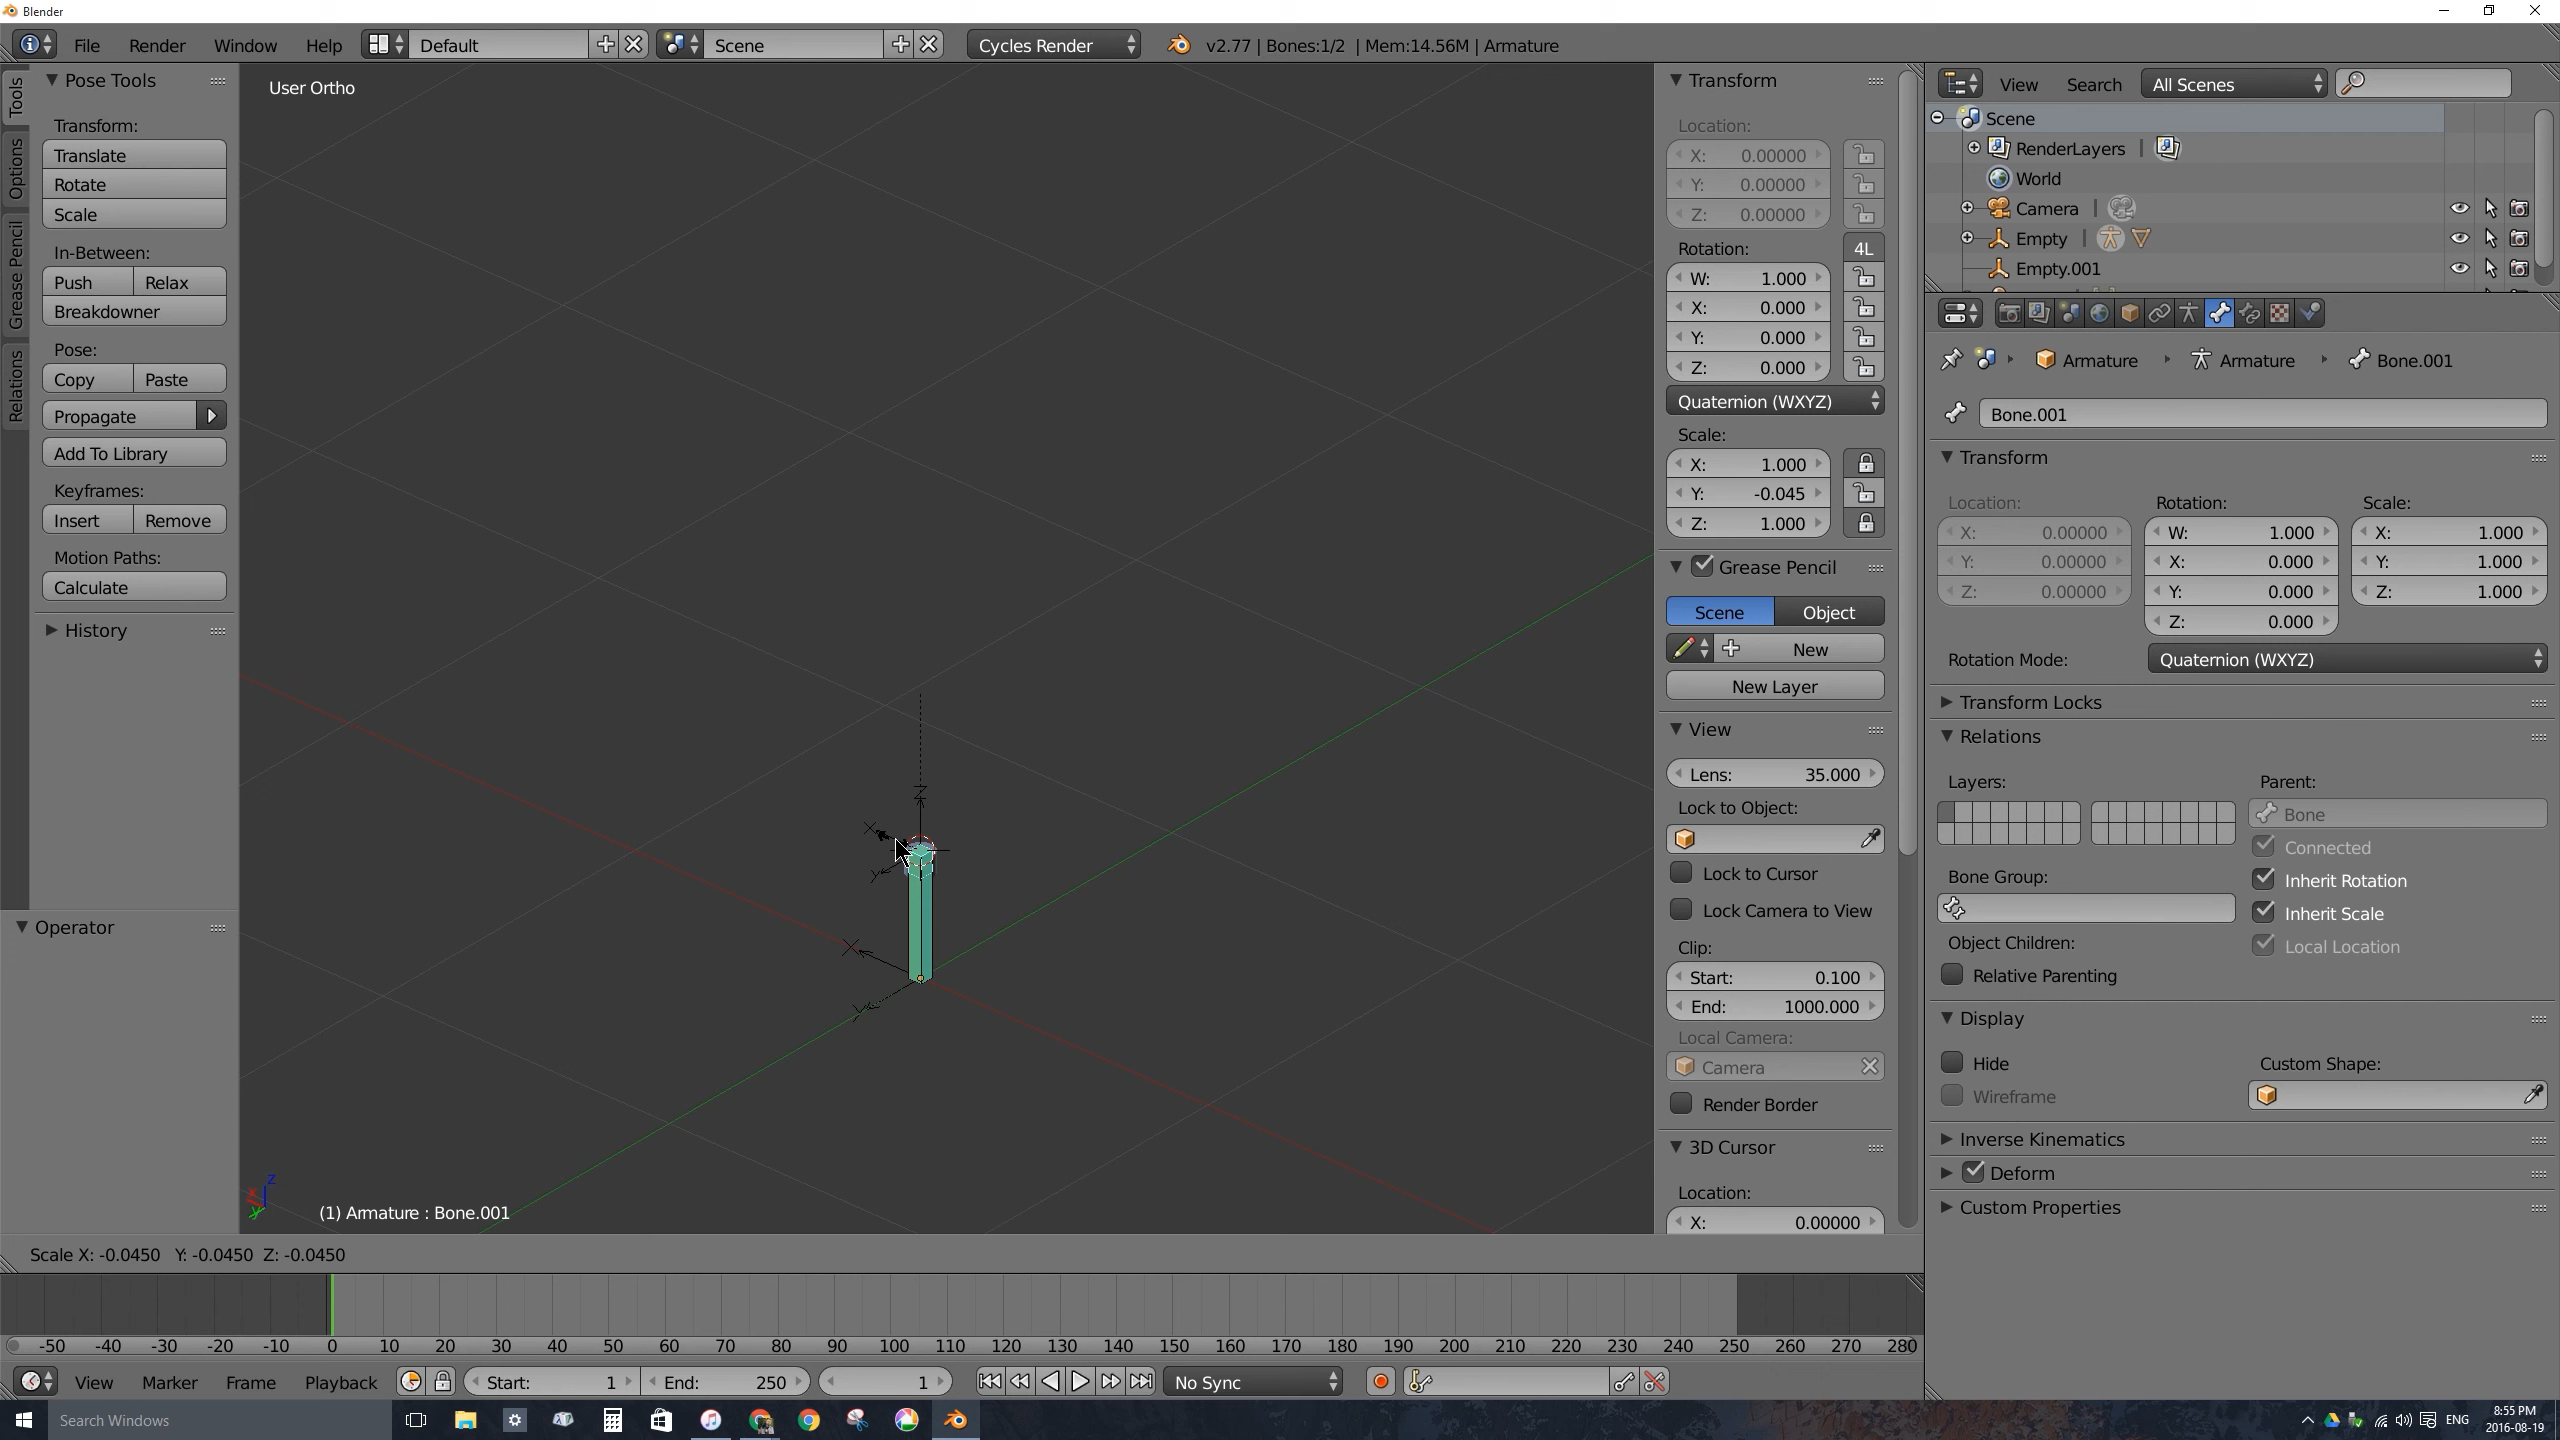 Blender
File Render Window Help Default Scene Cycles Render v2.77 | Bones:1/2 | Mem:14.56M | Armature
Tools
Options
Grease Pencil
Relations
Pose Tools
Transform:
Translate
Rotate
Scale
In-Between:
Push Relax
Breakdowner
Pose:
Copy Paste
Propagate
Add To Library
Keyframes:
Insert Remove
Motion Paths:
Calculate
History
Operator
User Ortho
Z
X
Y
X
Y
Z
X
Y
(1) Armature : Bone.001
Transform
Location:
X: 0.00000
Y: 0.00000
Z: 0.00000
Rotation: 4L
W: 1.000
X: 0.000
Y: 0.000
Z: 0.000
Quaternion (WXYZ)
Scale:
X: 1.000
Y: -0.045
Z: 1.000
Grease Pencil
Scene Object
New
New Layer
View
Lens: 35.000
Lock to Object:
Lock to Cursor
Lock Camera to View
Clip:
Start: 0.100
End: 1000.000
Local Camera:
Camera
Render Border
3D Cursor
Location:
X: 0.00000
View Search All Scenes
Scene
RenderLayers |
World
Camera |
Empty |
Empty.001
Armature Armature Bone.001
Bone.001
Transform
Location: Rotation: Scale:
X: 0.00000 W: 1.000 X: 1.000
Y: 0.00000 X: 0.000 Y: 1.000
Z: 0.00000 Y: 0.000 Z: 1.000
Z: 0.000
Rotation Mode: Quaternion (WXYZ)
Transform Locks
Relations
Layers: Parent:
Bone
Connected
Bone Group: Inherit Rotation
Inherit Scale
Object Children: Local Location
Relative Parenting
Display
Hide Custom Shape:
Wireframe
Inverse Kinematics
Deform
Custom Properties
Scale X: -0.0450 Y: -0.0450 Z: -0.0450
-50 -40 -30 -20 -10 0 10 20 30 40 50 60 70 80 90 100 110 120 130 140 150 160 170 180 190 200 210 220 230 240 250 260 270 280
View Marker Frame Playback Start: 1 End: 250 1 No Sync
Search Windows ENG 8:55 PM
2016-08-19